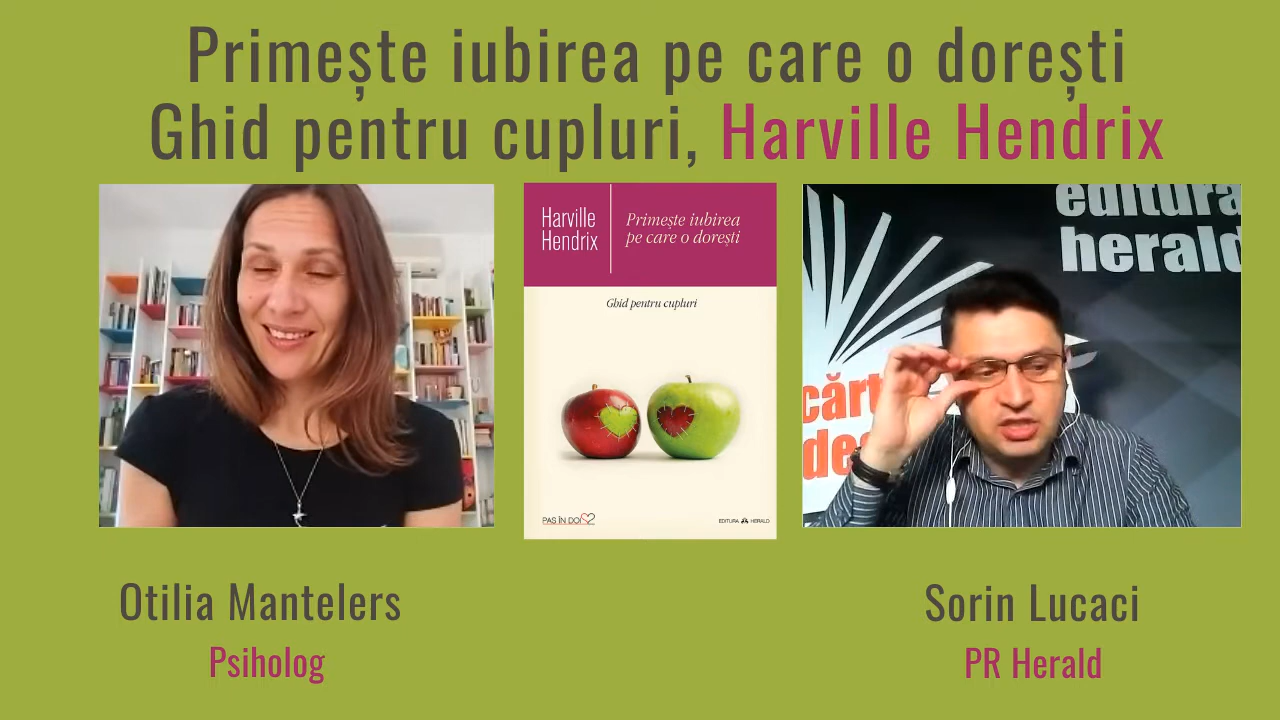 Primește iubirea pe care o dorești
Ghid pentru cupluri, Harville Hendrix
Harville
Hendrix
Primește iubirea
pe care o dorești
Ghid pentru cupluri
PAS ÎN DOI
EDITURA HERALD
editura
herald
cărț
de
Otilia Mantelers
Psiholog
Sorin Lucaci
PR Herald